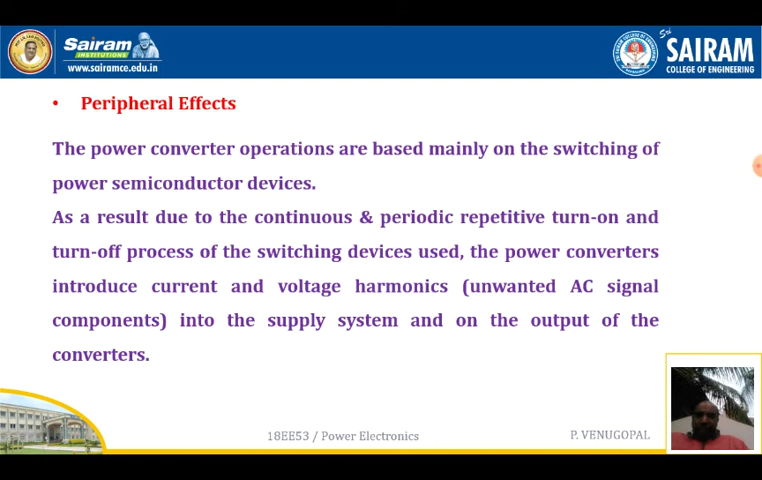 Sairam
INSTITUTIONS
www.sairamce.edu.in
Sri
SAIRAM
COLLEGE OF ENGINEERING
• Peripheral Effects
The power converter operations are based mainly on the switching of
power semiconductor devices.
As a result due to the continuous & periodic repetitive turn-on and
turn-off process of the switching devices used, the power converters
introduce current and voltage harmonics (unwanted AC signal
components) into the supply system and on the output of the
converters.
18EE53 / Power Electronics
P. VENUGOPAL